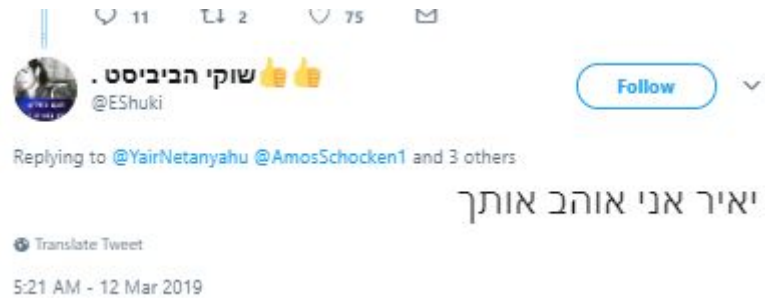 11 2 75
שוקי הביביסט .👍👍
@EShuki
Follow
Replying to @YairNetanyahu @AmosSchocken1 and 3 others
יאיר אני אוהב אותך
Translate Tweet
5:21 AM - 12 Mar 2019